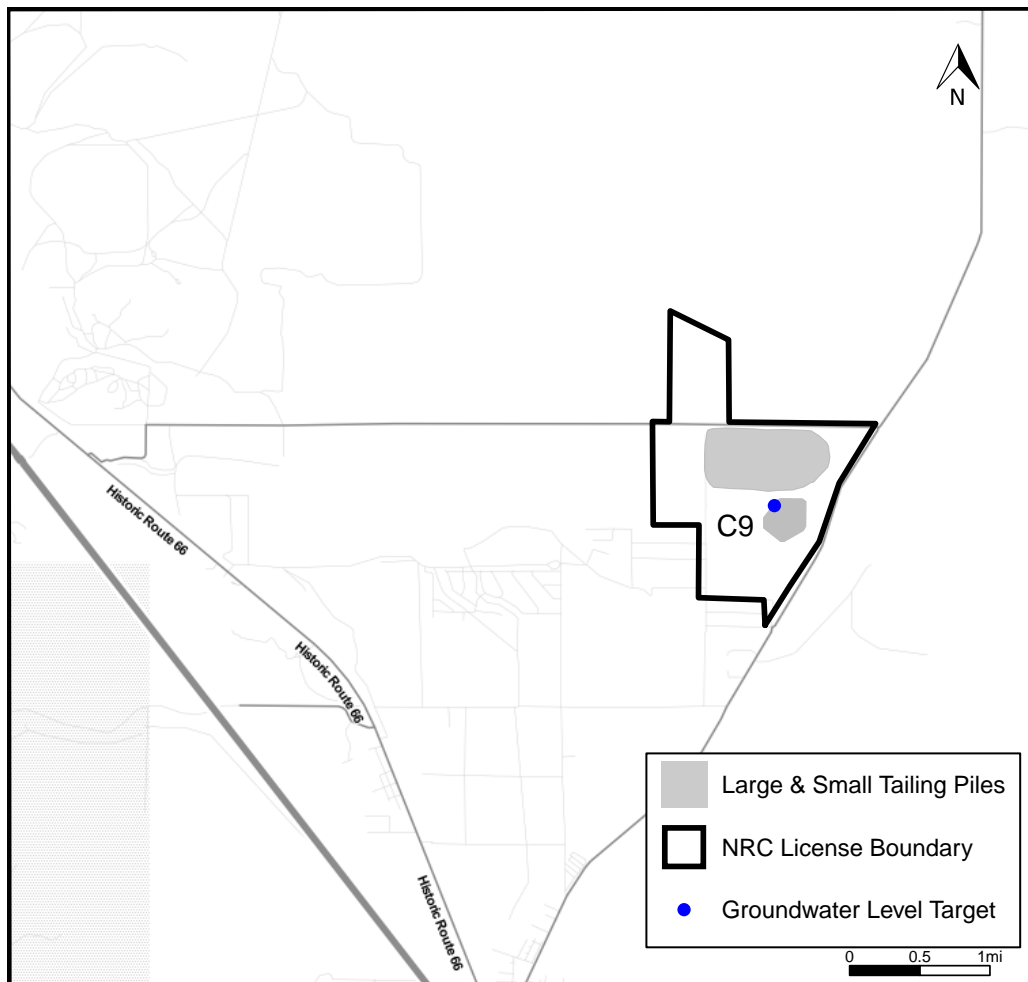 N
C9
Historic Route 66
Historic Route 66
Historic Route 66
Large & Small Tailing Piles
NRC License Boundary
Groundwater Level Target
0 0.5 1mi